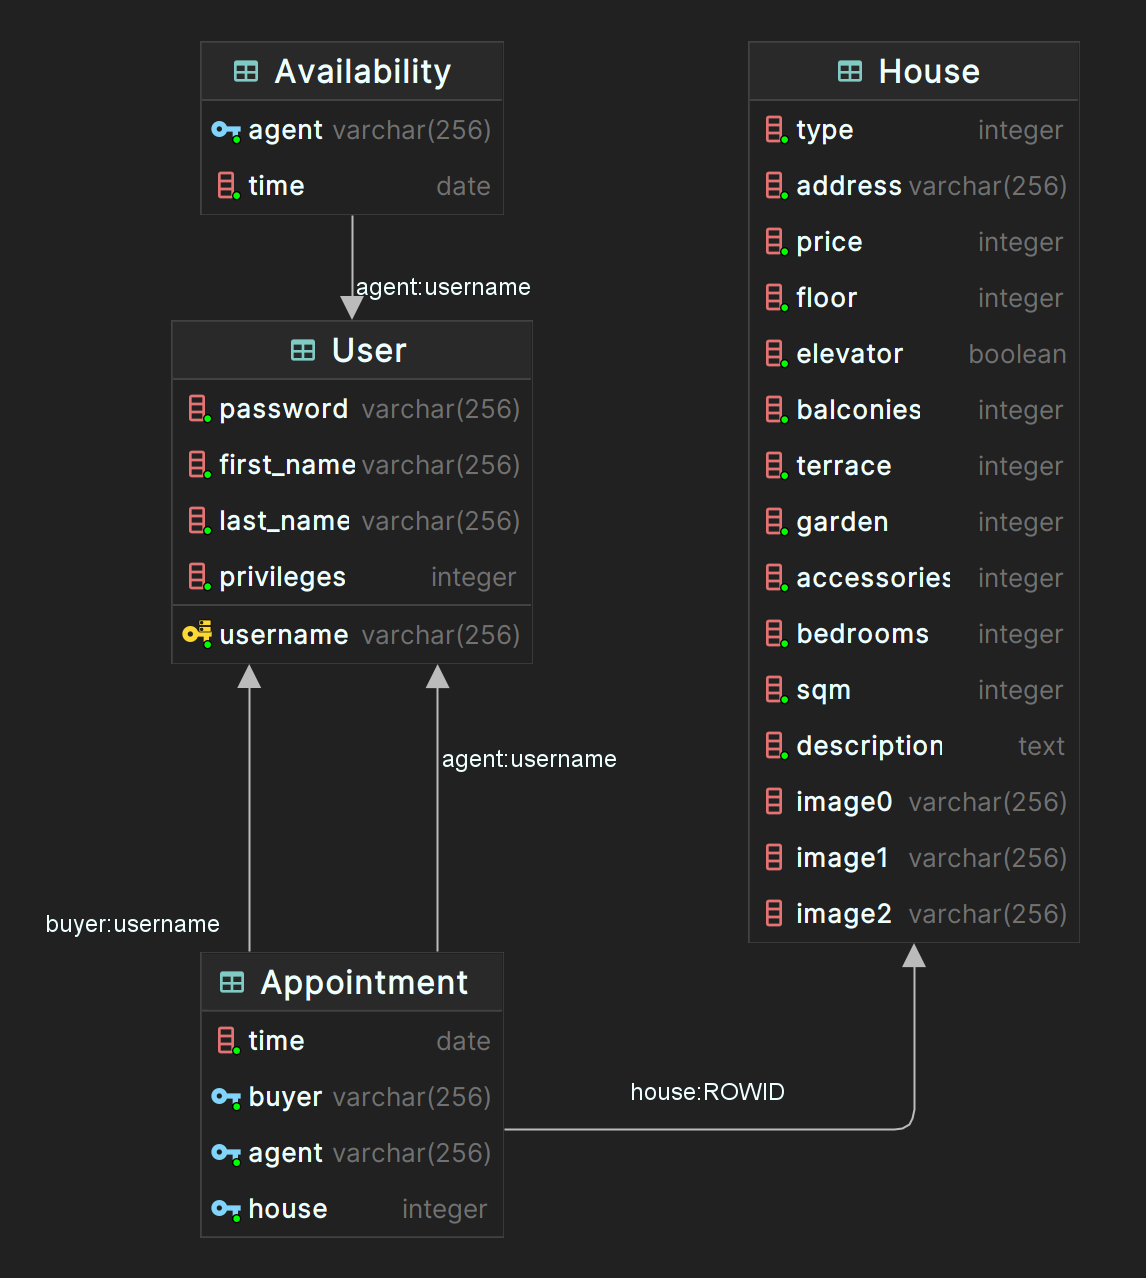 Availability
agent varchar(256)
time date
agent:username
User
password varchar(256)
first_name varchar(256)
last_name varchar(256)
privileges integer
username varchar(256)
buyer:username
agent:username
Appointment
time date
buyer varchar(256)
agent varchar(256)
house integer
house:ROWID
House
type integer
address varchar(256)
price integer
floor integer
elevator boolean
balconies integer
terrace integer
garden integer
accessories integer
bedrooms integer
sqm integer
description text
image0 varchar(256)
image1 varchar(256)
image2 varchar(256)